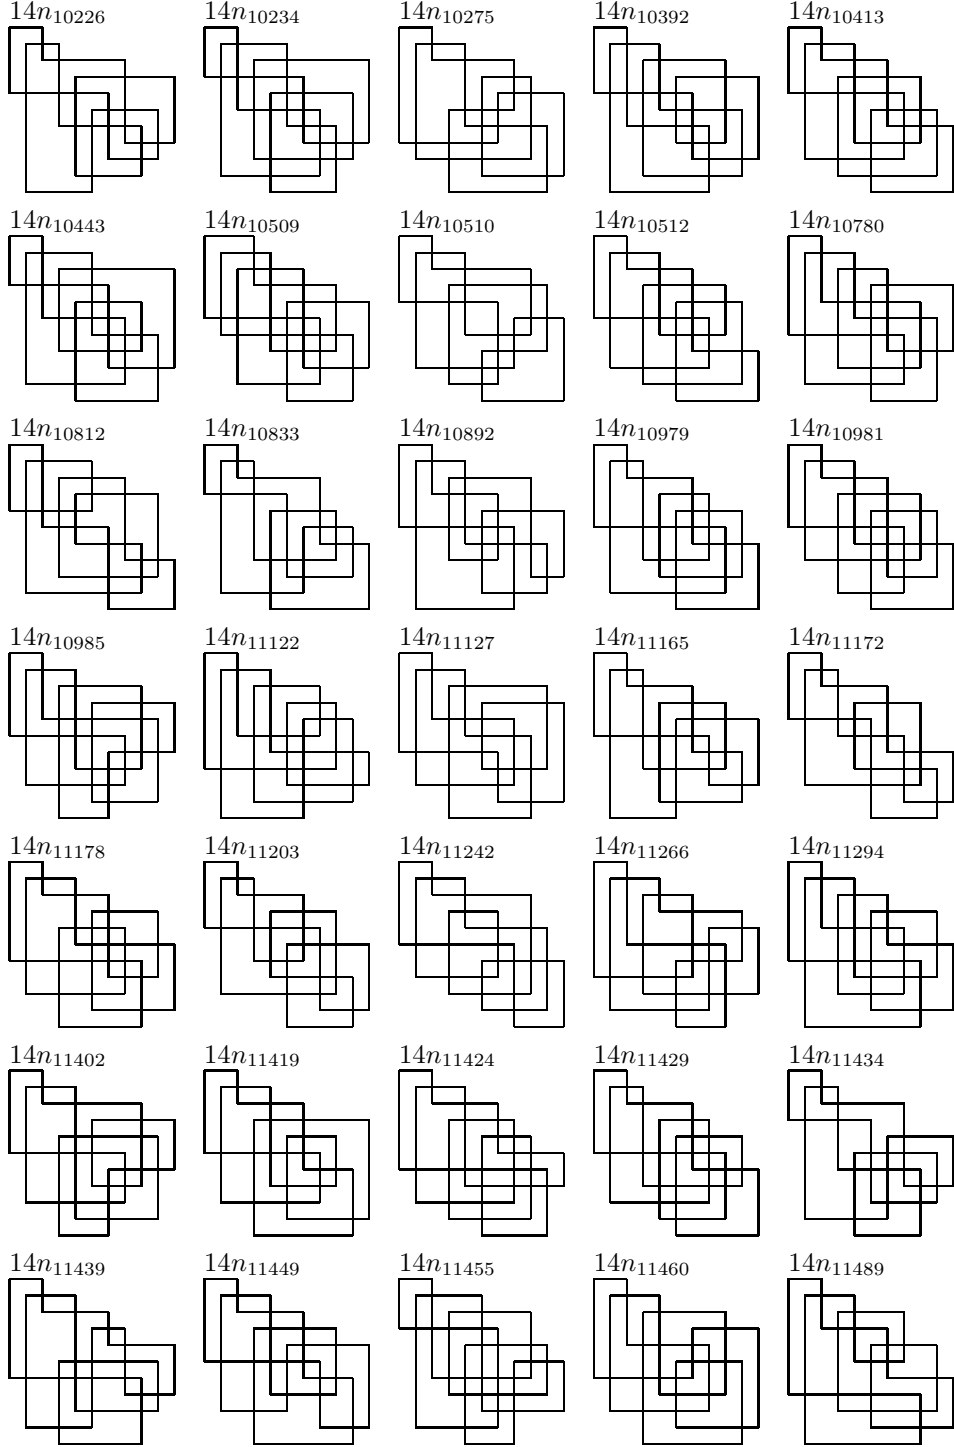 14n₁₀₂₂₆ 14n₁₀₂₃₄ 14n₁₀₂₇₅ 14n₁₀₃₉₂ 14n₁₀₄₁₃
14n₁₀₄₄₃ 14n₁₀₅₀₉ 14n₁₀₅₁₀ 14n₁₀₅₁₂ 14n₁₀₇₈₀
14n₁₀₈₁₂ 14n₁₀₈₃₃ 14n₁₀₈₉₂ 14n₁₀₉₇₉ 14n₁₀₉₈₁
14n₁₀₉₈₅ 14n₁₁₁₂₂ 14n₁₁₁₂₇ 14n₁₁₁₆₅ 14n₁₁₁₇₂
14n₁₁₁₇₈ 14n₁₁₂₀₃ 14n₁₁₂₄₂ 14n₁₁₂₆₆ 14n₁₁₂₉₄
14n₁₁₄₀₂ 14n₁₁₄₁₉ 14n₁₁₄₂₄ 14n₁₁₄₂₉ 14n₁₁₄₃₄
14n₁₁₄₃₉ 14n₁₁₄₄₉ 14n₁₁₄₅₅ 14n₁₁₄₆₀ 14n₁₁₄₈₉